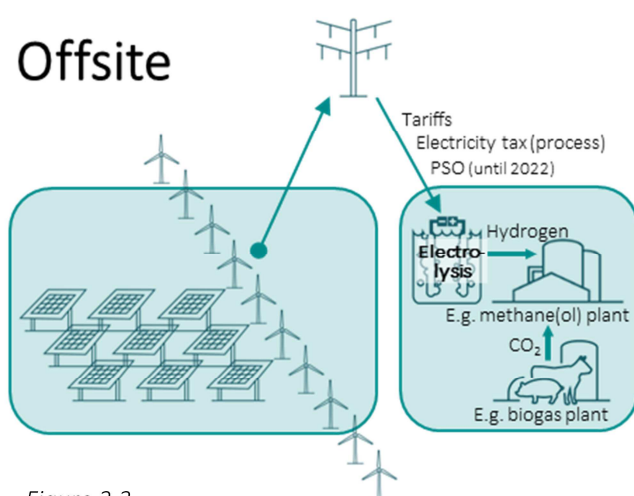 Offsite
Tariffs
Electricity tax (process)
PSO (until 2022)
Hydrogen
Electro-
lysis
E.g. methane(ol) plant
CO₂
E.g. biogas plant